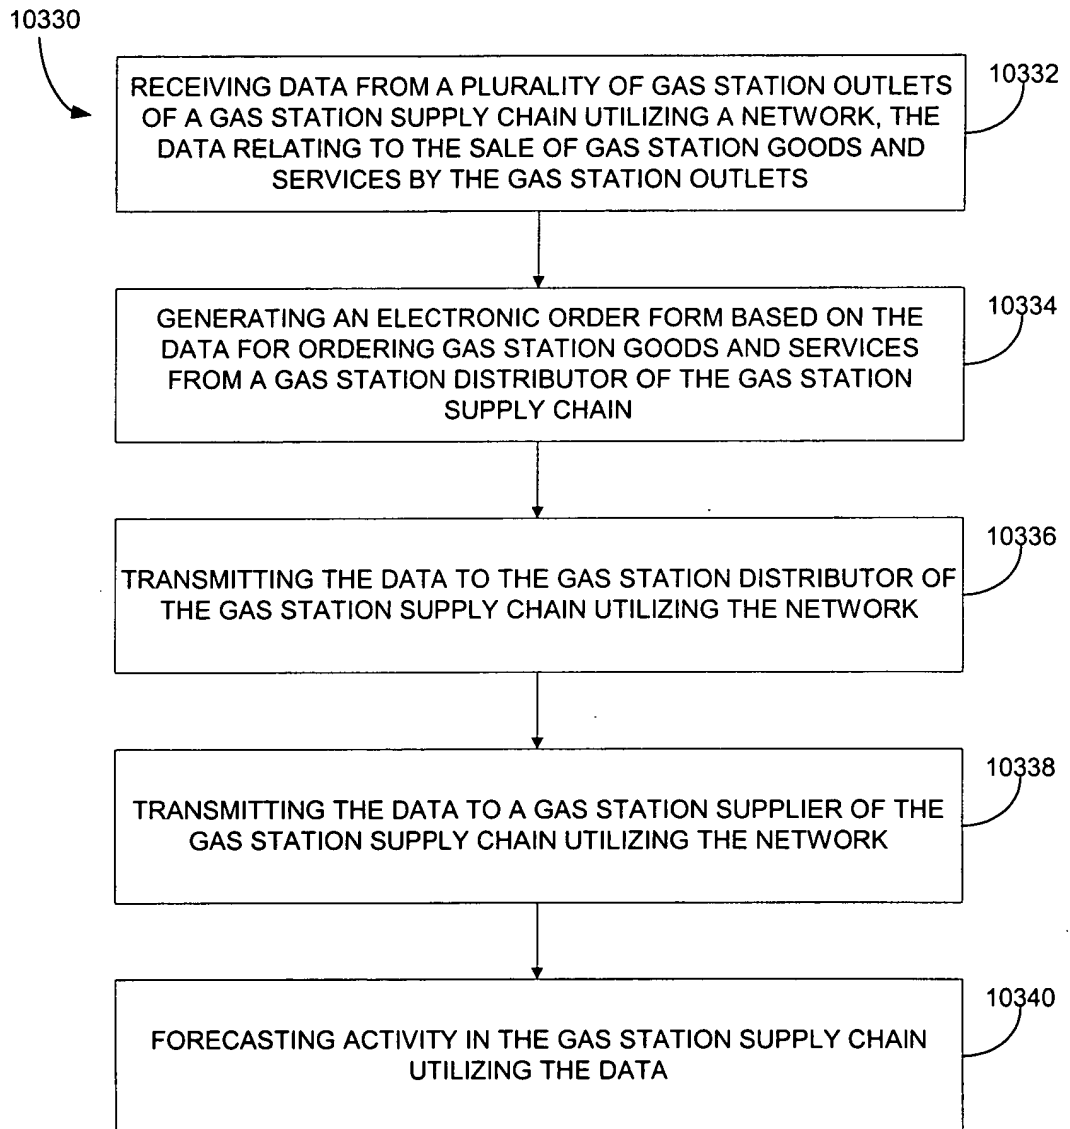 10330
10332
RECEIVING DATA FROM A PLURALITY OF GAS STATION OUTLETS
OF A GAS STATION SUPPLY CHAIN UTILIZING A NETWORK, THE
DATA RELATING TO THE SALE OF GAS STATION GOODS AND
SERVICES BY THE GAS STATION OUTLETS
10334
GENERATING AN ELECTRONIC ORDER FORM BASED ON THE
DATA FOR ORDERING GAS STATION GOODS AND SERVICES
FROM A GAS STATION DISTRIBUTOR OF THE GAS STATION
SUPPLY CHAIN
10336
TRANSMITTING THE DATA TO THE GAS STATION DISTRIBUTOR OF
THE GAS STATION SUPPLY CHAIN UTILIZING THE NETWORK
10338
TRANSMITTING THE DATA TO A GAS STATION SUPPLIER OF THE
GAS STATION SUPPLY CHAIN UTILIZING THE NETWORK
10340
FORECASTING ACTIVITY IN THE GAS STATION SUPPLY CHAIN
UTILIZING THE DATA